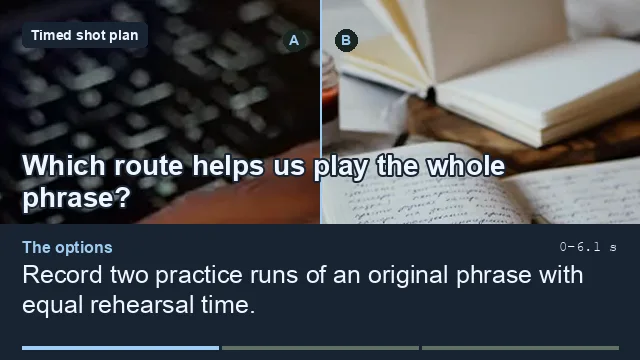 Timed shot plan
A
B
Which route helps us play the whole
phrase?
The options
0–6.1 s
Record two practice runs of an original phrase with
equal rehearsal time.